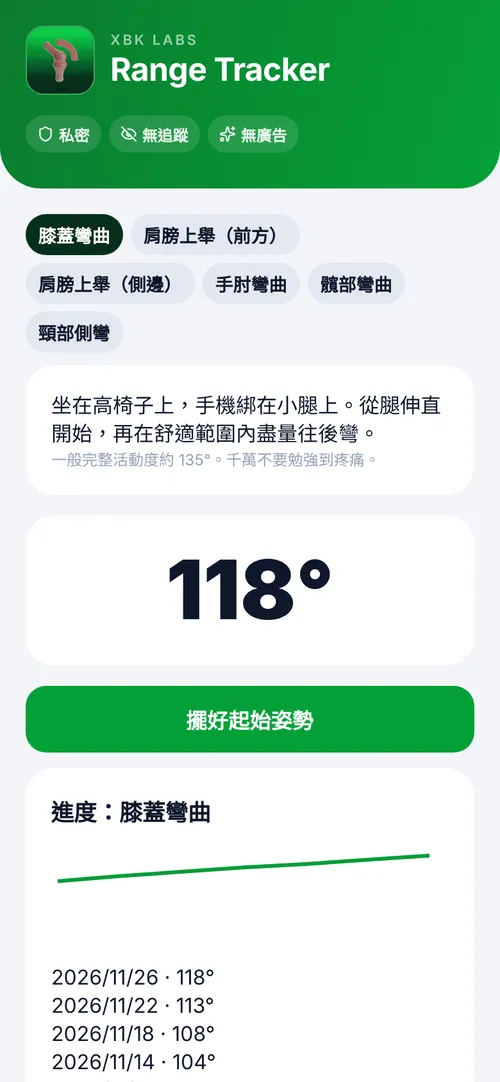 XBK LABS
Range Tracker
私密
無追蹤
無廣告
膝蓋彎曲
肩膀上舉（前方）
肩膀上舉（側邊）
手肘彎曲
髖部彎曲
頸部側彎
坐在高椅子上，手機綁在小腿上。從腿伸直
開始，再在舒適範圍內盡量往後彎。
一般完整活動度約 135°。千萬不要勉強到疼痛。
118°
擺好起始姿勢
進度：膝蓋彎曲
2026/11/26 · 118°
2026/11/22 · 113°
2026/11/18 · 108°
2026/11/14 · 104°